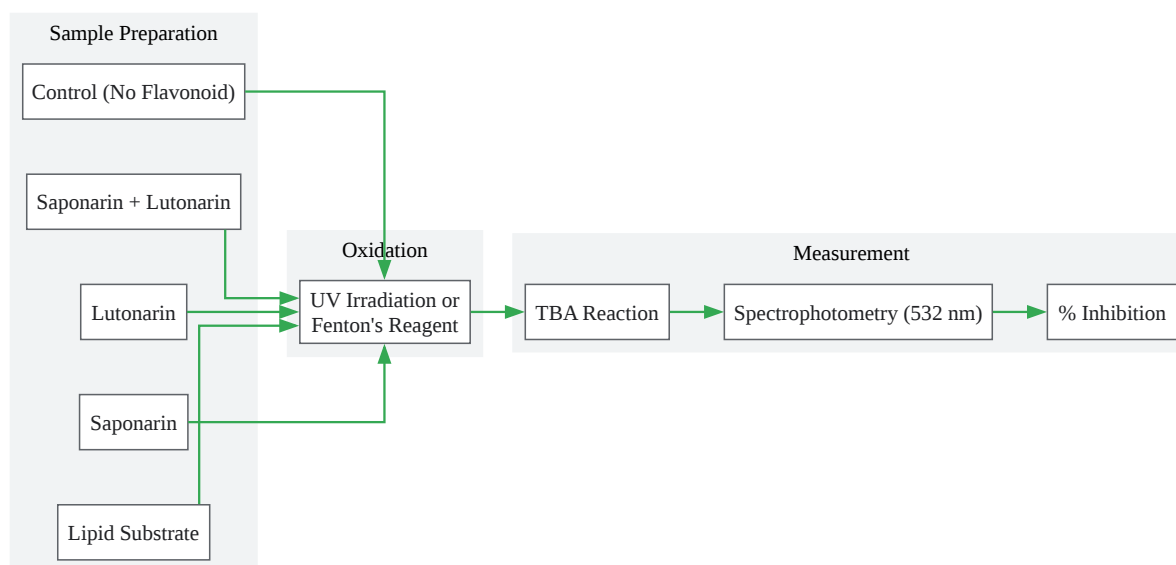 Sample Preparation
Control (No Flavonoid)
Saponarin + Lutonarin
Lutonarin
Saponarin
Lipid Substrate
Oxidation
UV Irradiation or
Fenton's Reagent
Measurement
TBA Reaction
Spectrophotometry (532 nm)
% Inhibition